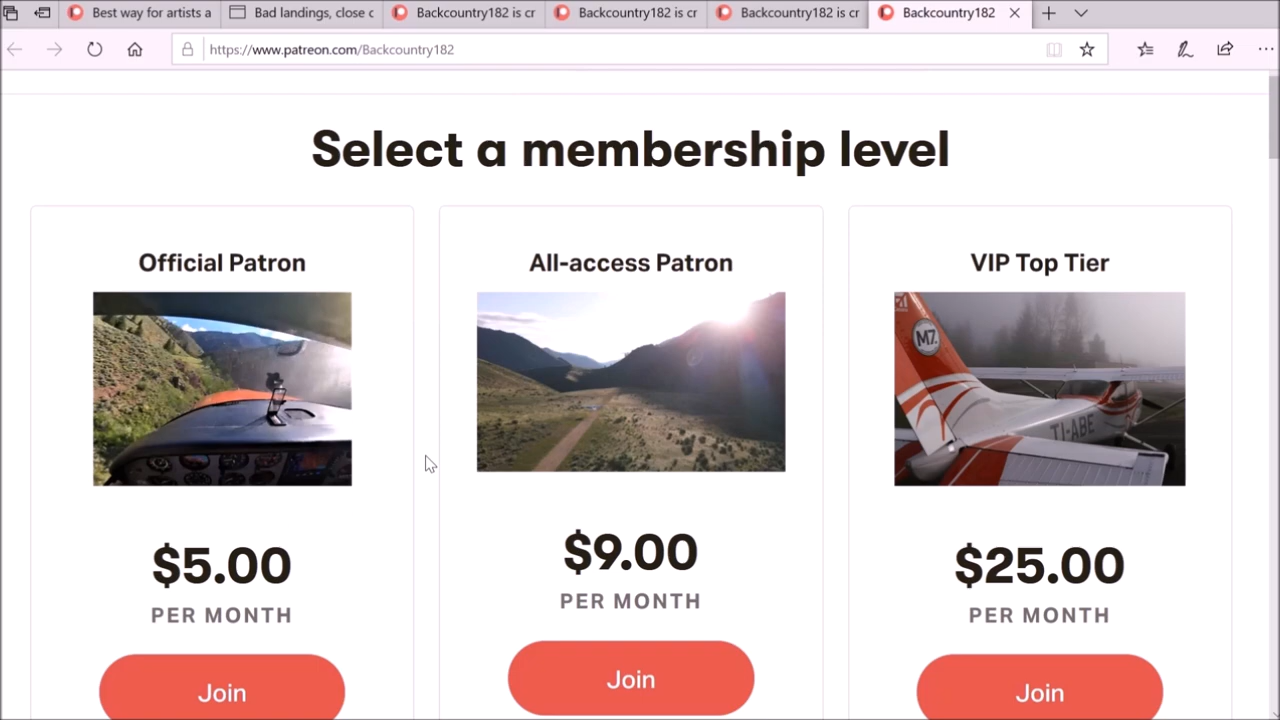 Best way for artists a
Bad landings, close c
Backcountry182 is cr
Backcountry182 is cr
Backcountry182 is cr
Backcountry182
https://www.patreon.com/Backcountry182
Select a membership level
Official Patron
All-access Patron
VIP Top Tier
M7.
TI-ABE
$5.00
$9.00
$25.00
PER MONTH
PER MONTH
PER MONTH
Join
Join
Join